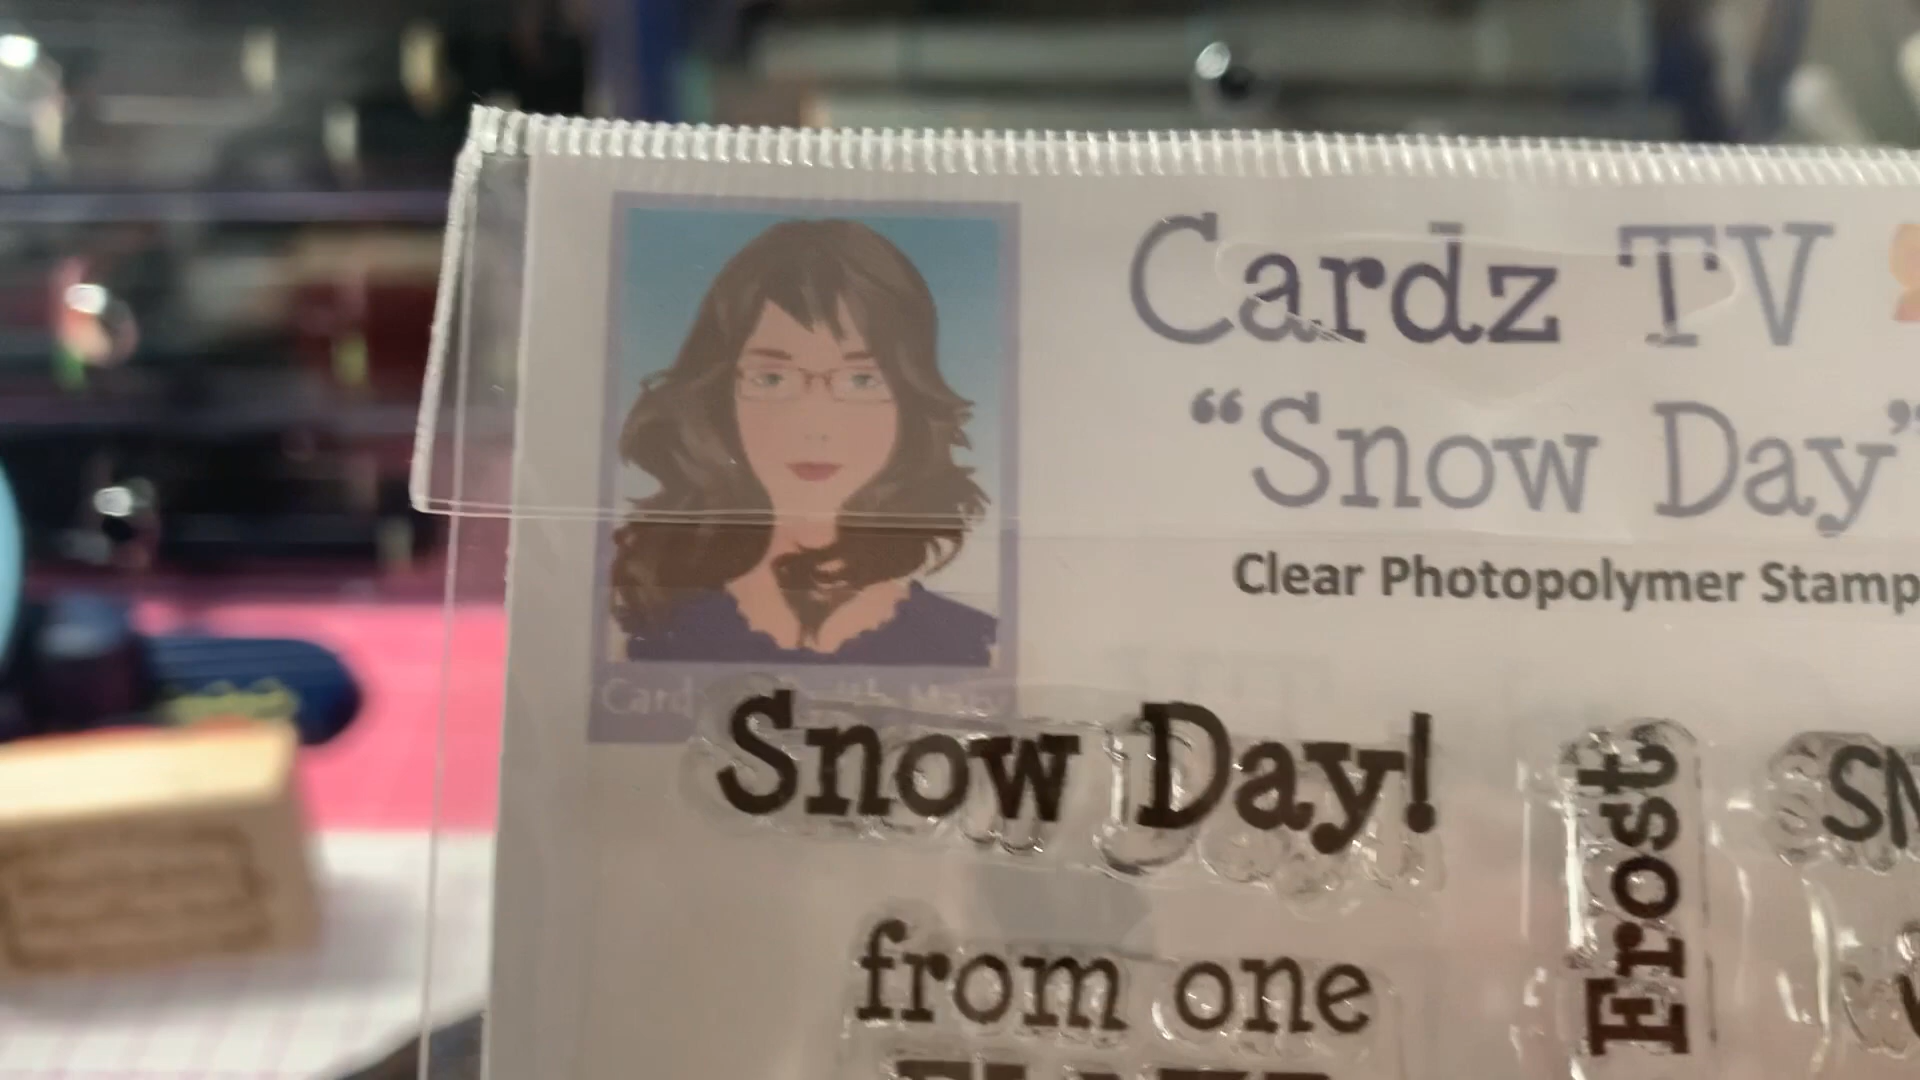 Cardz TV
“Snow Day”
Clear Photopolymer Stamp
Snow Day!
from one
Frost